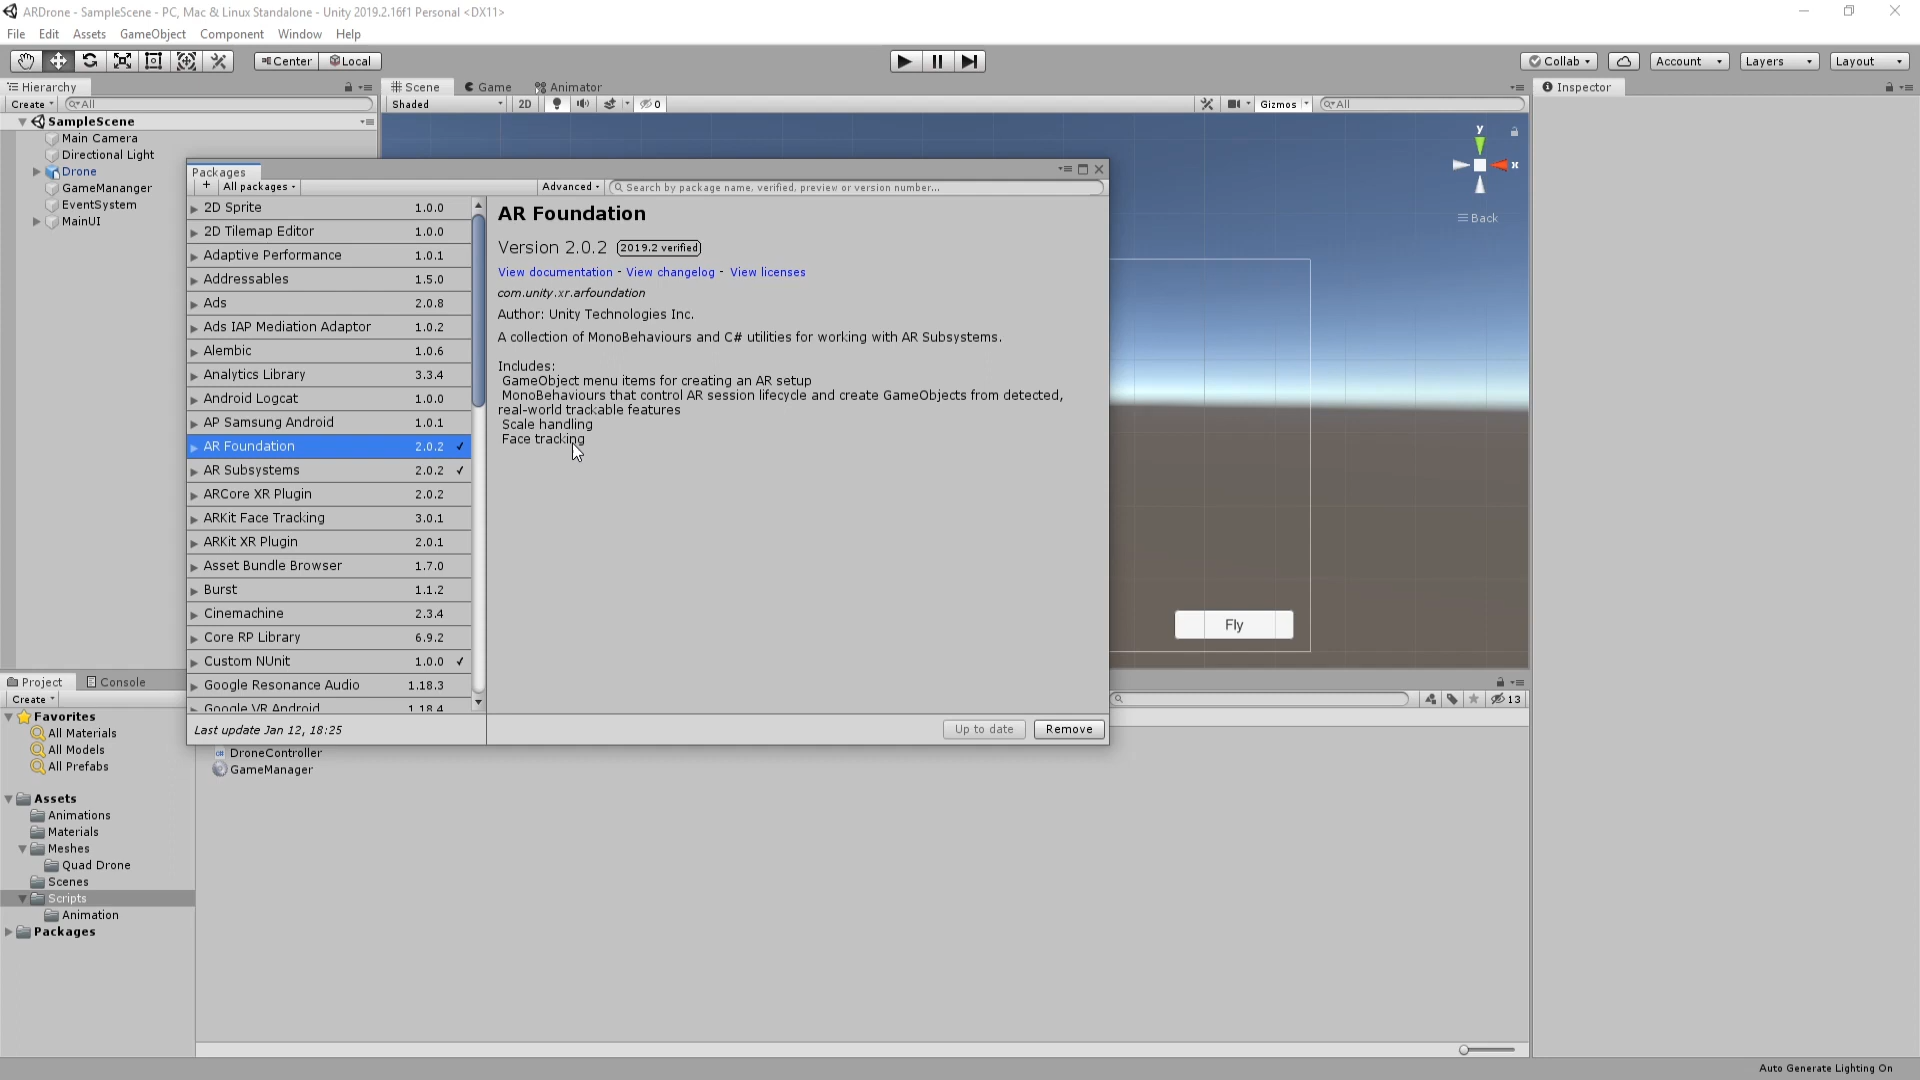 ARDrone - SampleScene - PC, Mac & Linux Standalone - Unity 2019.2.16f1 Personal <DX11>
File Edit Assets GameObject Component Window Help
Center Local
Collab Account Layers Layout
Hierarchy
Scene Game Animator
Inspector
Create All
Shaded 2D 0 Gizmos All
SampleScene
Main Camera
Directional Light
Drone
GameMananger
EventSystem
MainUI
y
x
Back
Fly
Packages
+ All packages Advanced Search by package name, verified, preview or version number...
2D Sprite 1.0.0
2D Tilemap Editor 1.0.0
Adaptive Performance 1.0.1
Addressables 1.5.0
Ads 2.0.8
Ads IAP Mediation Adaptor 1.0.2
Alembic 1.0.6
Analytics Library 3.3.4
Android Logcat 1.0.0
AP Samsung Android 1.0.1
AR Foundation 2.0.2 ✓
AR Subsystems 2.0.2 ✓
ARCore XR Plugin 2.0.2
ARKit Face Tracking 3.0.1
ARKit XR Plugin 2.0.1
Asset Bundle Browser 1.7.0
Burst 1.1.2
Cinemachine 2.3.4
Core RP Library 6.9.2
Custom NUnit 1.0.0 ✓
Google Resonance Audio 1.18.3
Google VR Android 1.18.4
Last update Jan 12, 18:25
AR Foundation
Version 2.0.2 2019.2 verified
View documentation - View changelog - View licenses
com.unity.xr.arfoundation
Author: Unity Technologies Inc.
A collection of MonoBehaviours and C# utilities for working with AR Subsystems.
Includes:
GameObject menu items for creating an AR setup
MonoBehaviours that control AR session lifecycle and create GameObjects from detected,
real-world trackable features
Scale handling
Face tracking
Up to date Remove
Project Console
Create
13
Favorites
All Materials
All Models
All Prefabs
Assets
Animations
Materials
Meshes
Quad Drone
Scenes
Scripts
Animation
Packages
DroneController
GameManager
Auto Generate Lighting On